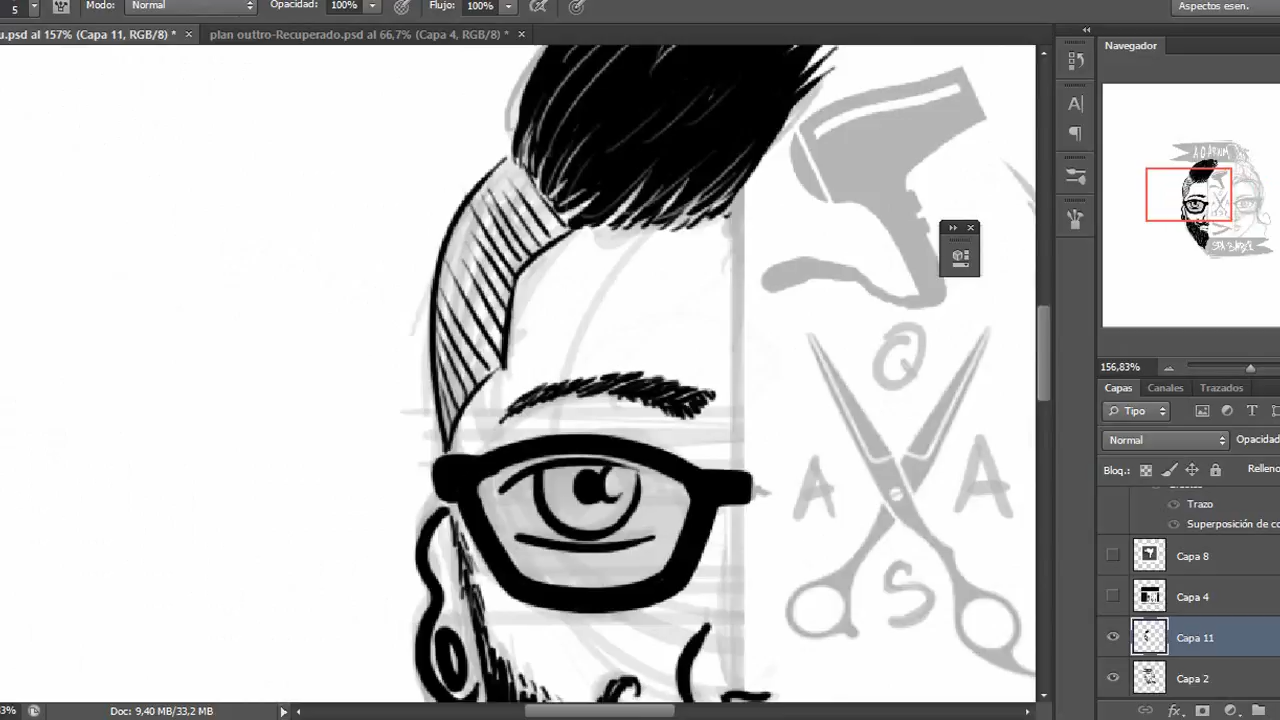 5 Modo: Normal Opacidad: 100% Flujo: 100% Aspectos esen.
u.psd al 157% (Capa 11, RGB/8) * × plan outtro-Recuperado.psd al 66,7% (Capa 4, RGB/8) * ×
Navegador
156,83%
Capas Canales Trazados
Tipo
Normal Opacidad
Bloq.: Relleno
Trazo
Superposición de co
Capa 8
Capa 4
Capa 11
Capa 2
Q
A A
S
3% Doc: 9,40 MB/33,2 MB